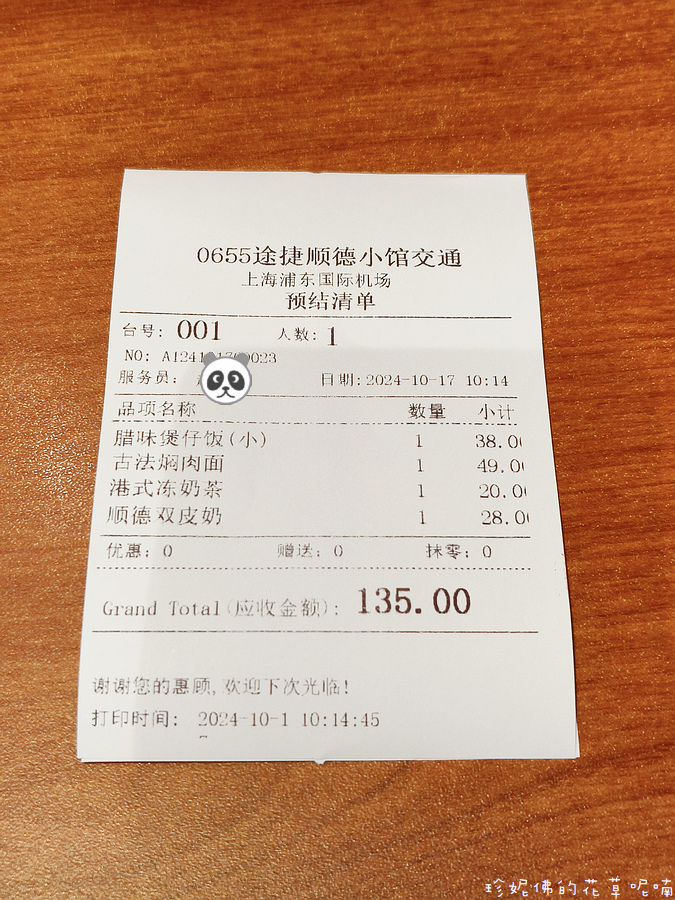 0655途捷顺德小馆交通
上海浦东国际机场
预结清单
台号: 001 人数: 1
NO: A1241 0023
服务员: 日期:2024-10-17 10:14
品项名称 数量 小计
腊味煲仔饭(小) 1 38.0
古法焖肉面 1 49.0
港式冻奶茶 1 20.0
顺德双皮奶 1 28.0
优惠: 0 赠送: 0 抹零: 0
Grand Total(应收金额): 135.00
谢谢您的惠顾,欢迎下次光临!
打印时间: 2024-10-1 10:14:45
7
珍妮佛的花草呢喃